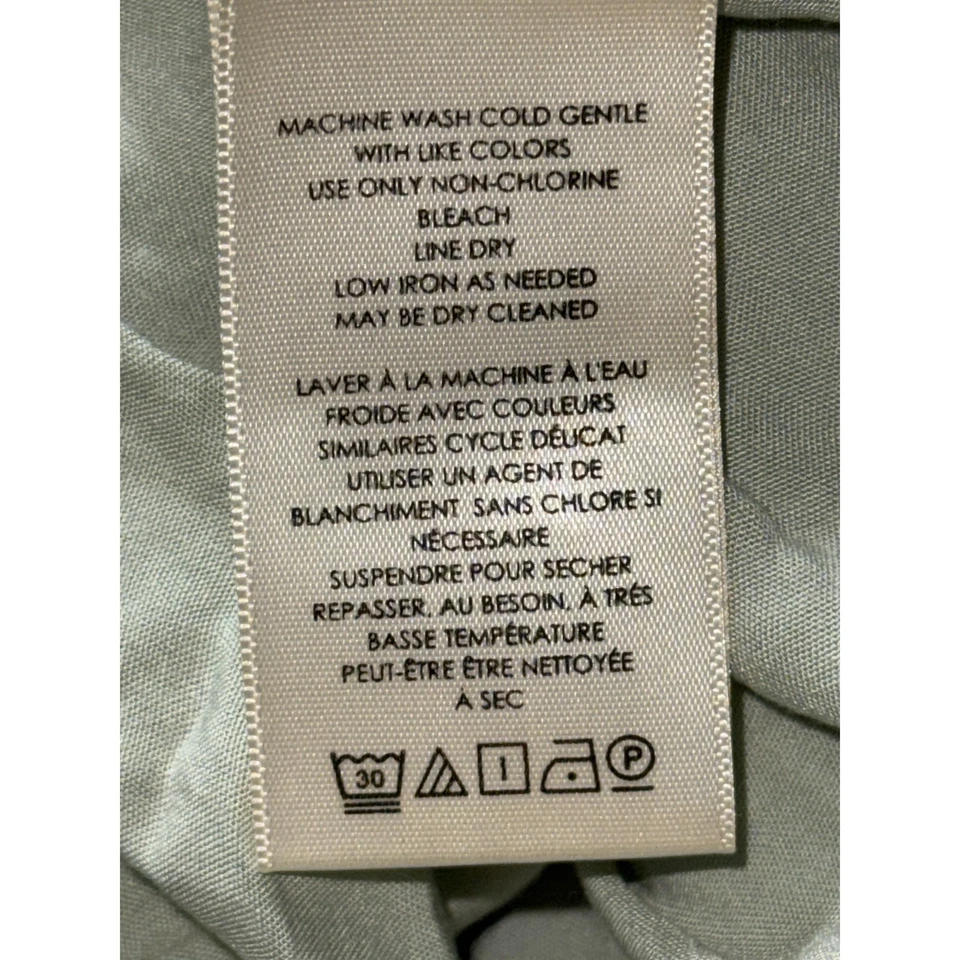 MACHINE WASH COLD GENTLE
WITH LIKE COLORS
USE ONLY NON-CHLORINE
BLEACH
LINE DRY
LOW IRON AS NEEDED
MAY BE DRY CLEANED
LAVER À LA MACHINE À L'EAU
FROIDE AVEC COULEURS
SIMILAIRES CYCLE DÉLICAT
UTILISER UN AGENT DE
BLANCHIMENT SANS CHLORE SI
NÉCESSAIRE
SUSPENDRE POUR SECHER
REPASSER, AU BESOIN, À TRÉS
BASSE TEMPÉRATURE
PEUT-ÊTRE ÊTRE NETTOYÉE
À SEC
30 P